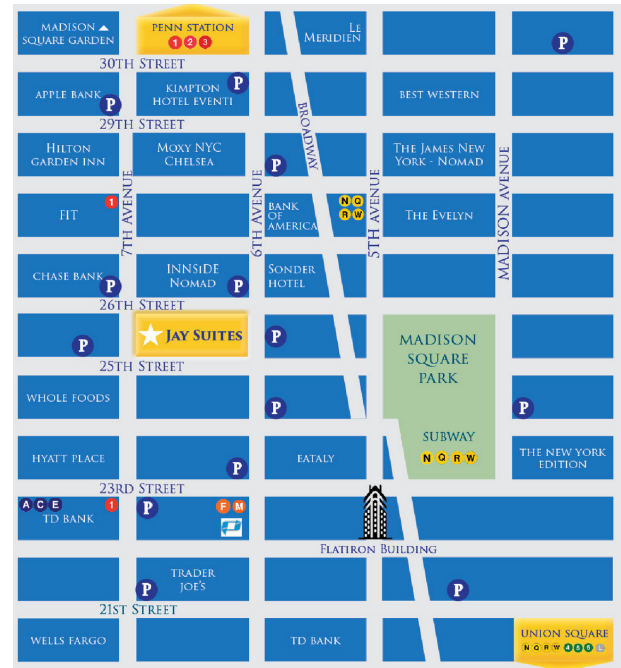 MADISON
SQUARE GARDEN
PENN STATION
1 2 3
LE
MERIDIEN
P
30TH STREET
APPLE BANK
P
KIMPTON
HOTEL EVENTI
P
BEST WESTERN
BROADWAY
29TH STREET
HILTON
GARDEN INN
MOXY NYC
CHELSEA
P
THE JAMES NEW
YORK - NOMAD
7TH AVENUE
6TH AVENUE
5TH AVENUE
MADISON AVENUE
FIT
1
BANK
OF
AMERICA
N Q
R W
THE EVELYN
CHASE BANK
P
INNSIDE
NOMAD
P
SONDER
HOTEL
26TH STREET
P
JAY SUITES
P
MADISON
SQUARE
PARK
25TH STREET
WHOLE FOODS
P
P
HYATT PLACE
P
EATALY
SUBWAY
N Q R W
THE NEW YORK
EDITION
23RD STREET
A C E
1
TD BANK
P
F M
FLATIRON BUILDING
P
TRADER
JOE'S
P
21ST STREET
WELLS FARGO
TD BANK
UNION SQUARE
N Q R W 4 5 6 L